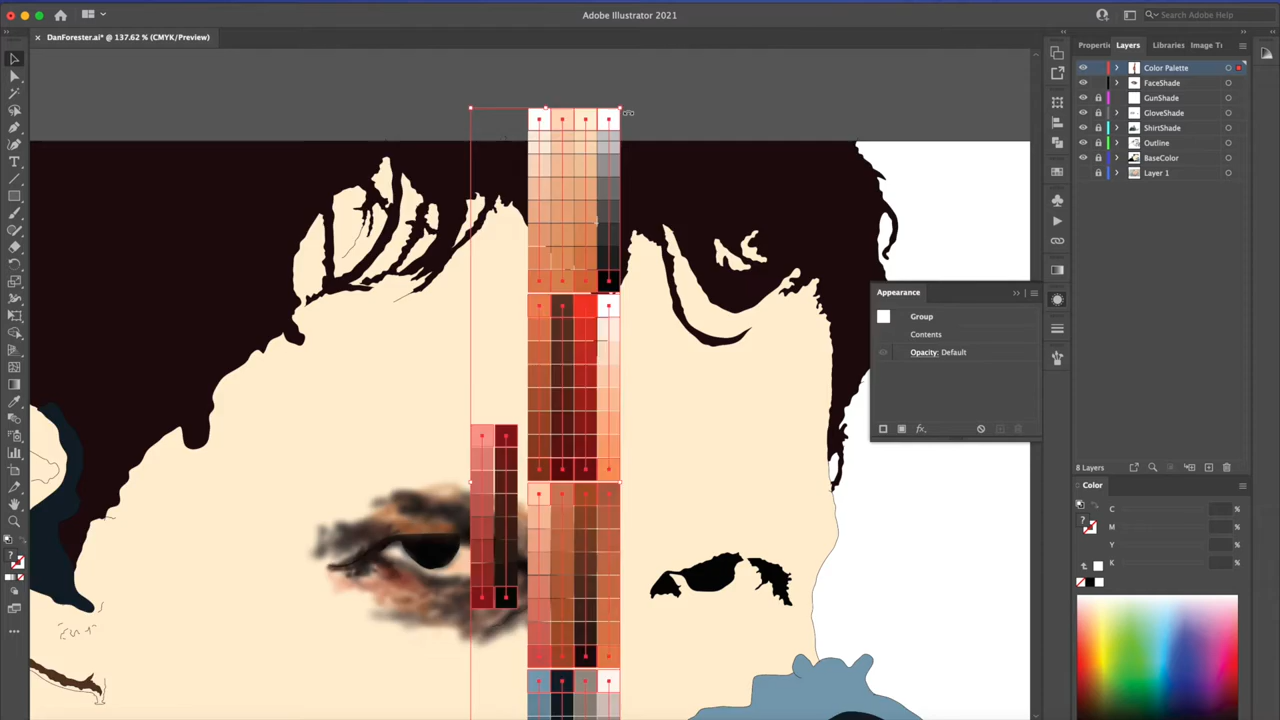 Adobe Illustrator 2021
Search Adobe Help
DanForester.ai* @ 137.62 % (CMYK/Preview)
Properti
Layers
Libraries
Image T
Color Palette
FaceShade
GunShade
GloveShade
ShirtShade
Outline
BaseColor
Layer 1
Appearance
Group
Contents
Opacity: Default
fx
8 Layers
Color
C %
M %
Y %
K %